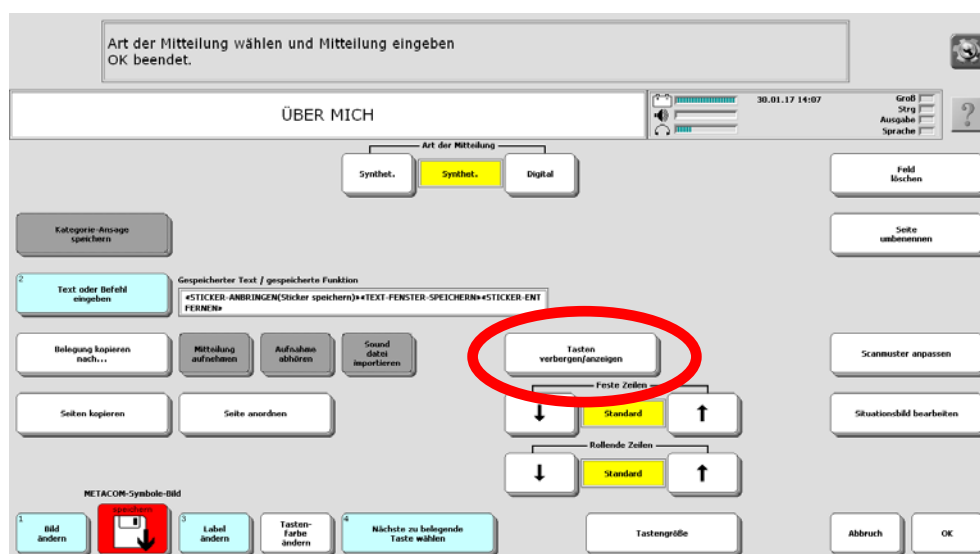 Art der Mitteilung wählen und Mitteilung eingeben
OK beendet.
ÜBER MICH
30.01.17 14:07
Groß
Strg
Ausgabe
Sprache
?
Art der Mitteilung
Synthet.
Synthet.
Digital
Feld
löschen
Kategorie-Ansage
speichern
Seite
umbenennen
2
Text oder Befehl
eingeben
Gespeicherter Text / gespeicherte Funktion
«STICKER-ANBRINGEN(Sticker speichern)»«TEXT-FENSTER-SPEICHERN»«STICKER-ENT
FERNEN»
Belegung kopieren
nach...
Mitteilung
aufnehmen
Aufnahme
abhören
Sound
datei
importieren
Tasten
verbergen/anzeigen
Scanmuster anpassen
Feste Zeilen
Seiten kopieren
Seite anordnen
↓
Standard
↑
Situationsbild bearbeiten
Rollende Zeilen
↓
Standard
↑
METACOM-Symbole-Bild
1
Bild
ändern
speichern
3
Label
ändern
Tasten-
farbe
ändern
4
Nächste zu belegende
Taste wählen
Tastengröße
Abbruch
OK